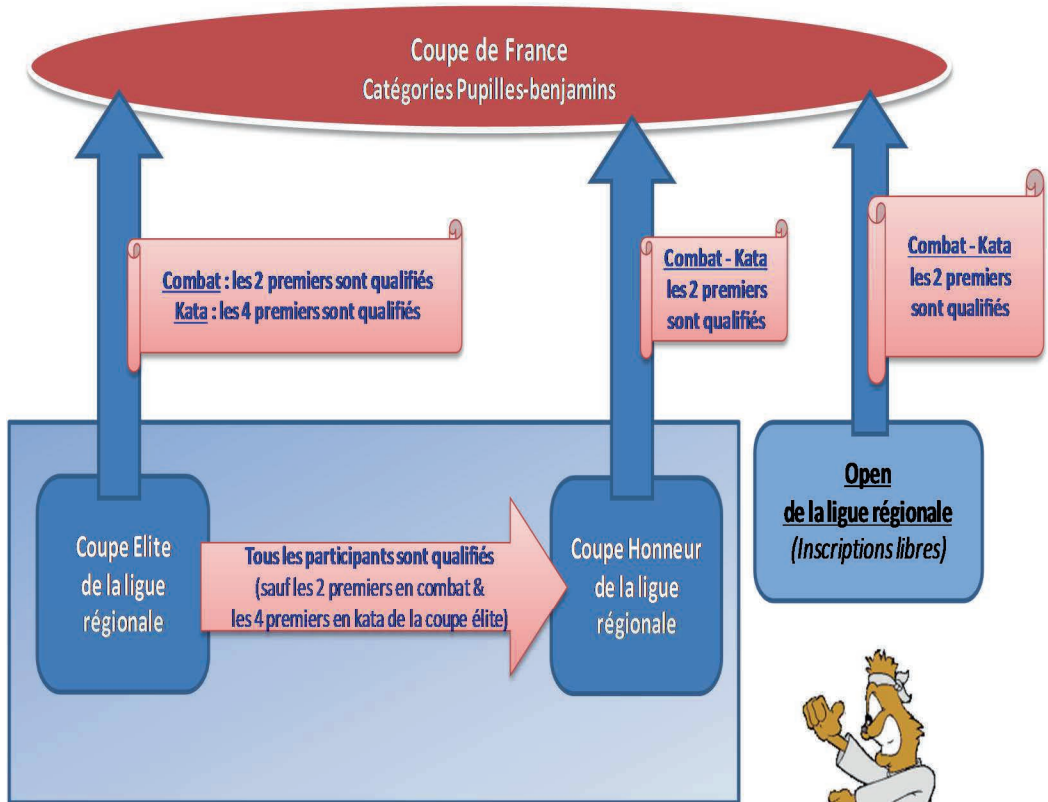 Coupe de France
Catégories Pupilles-benjamins
Combat : les 2 premiers sont qualifiés
Kata : les 4 premiers sont qualifiés
Combat - Kata
les 2 premiers
sont qualifiés
Combat - Kata
les 2 premiers
sont qualifiés
Coupe Elite
de la ligue
régionale
Tous les participants sont qualifiés
(sauf les 2 premiers en combat &
les 4 premiers en kata de la coupe élite)
Coupe Honneur
de la ligue
régionale
Open
de la ligue régionale
(Inscriptions libres)